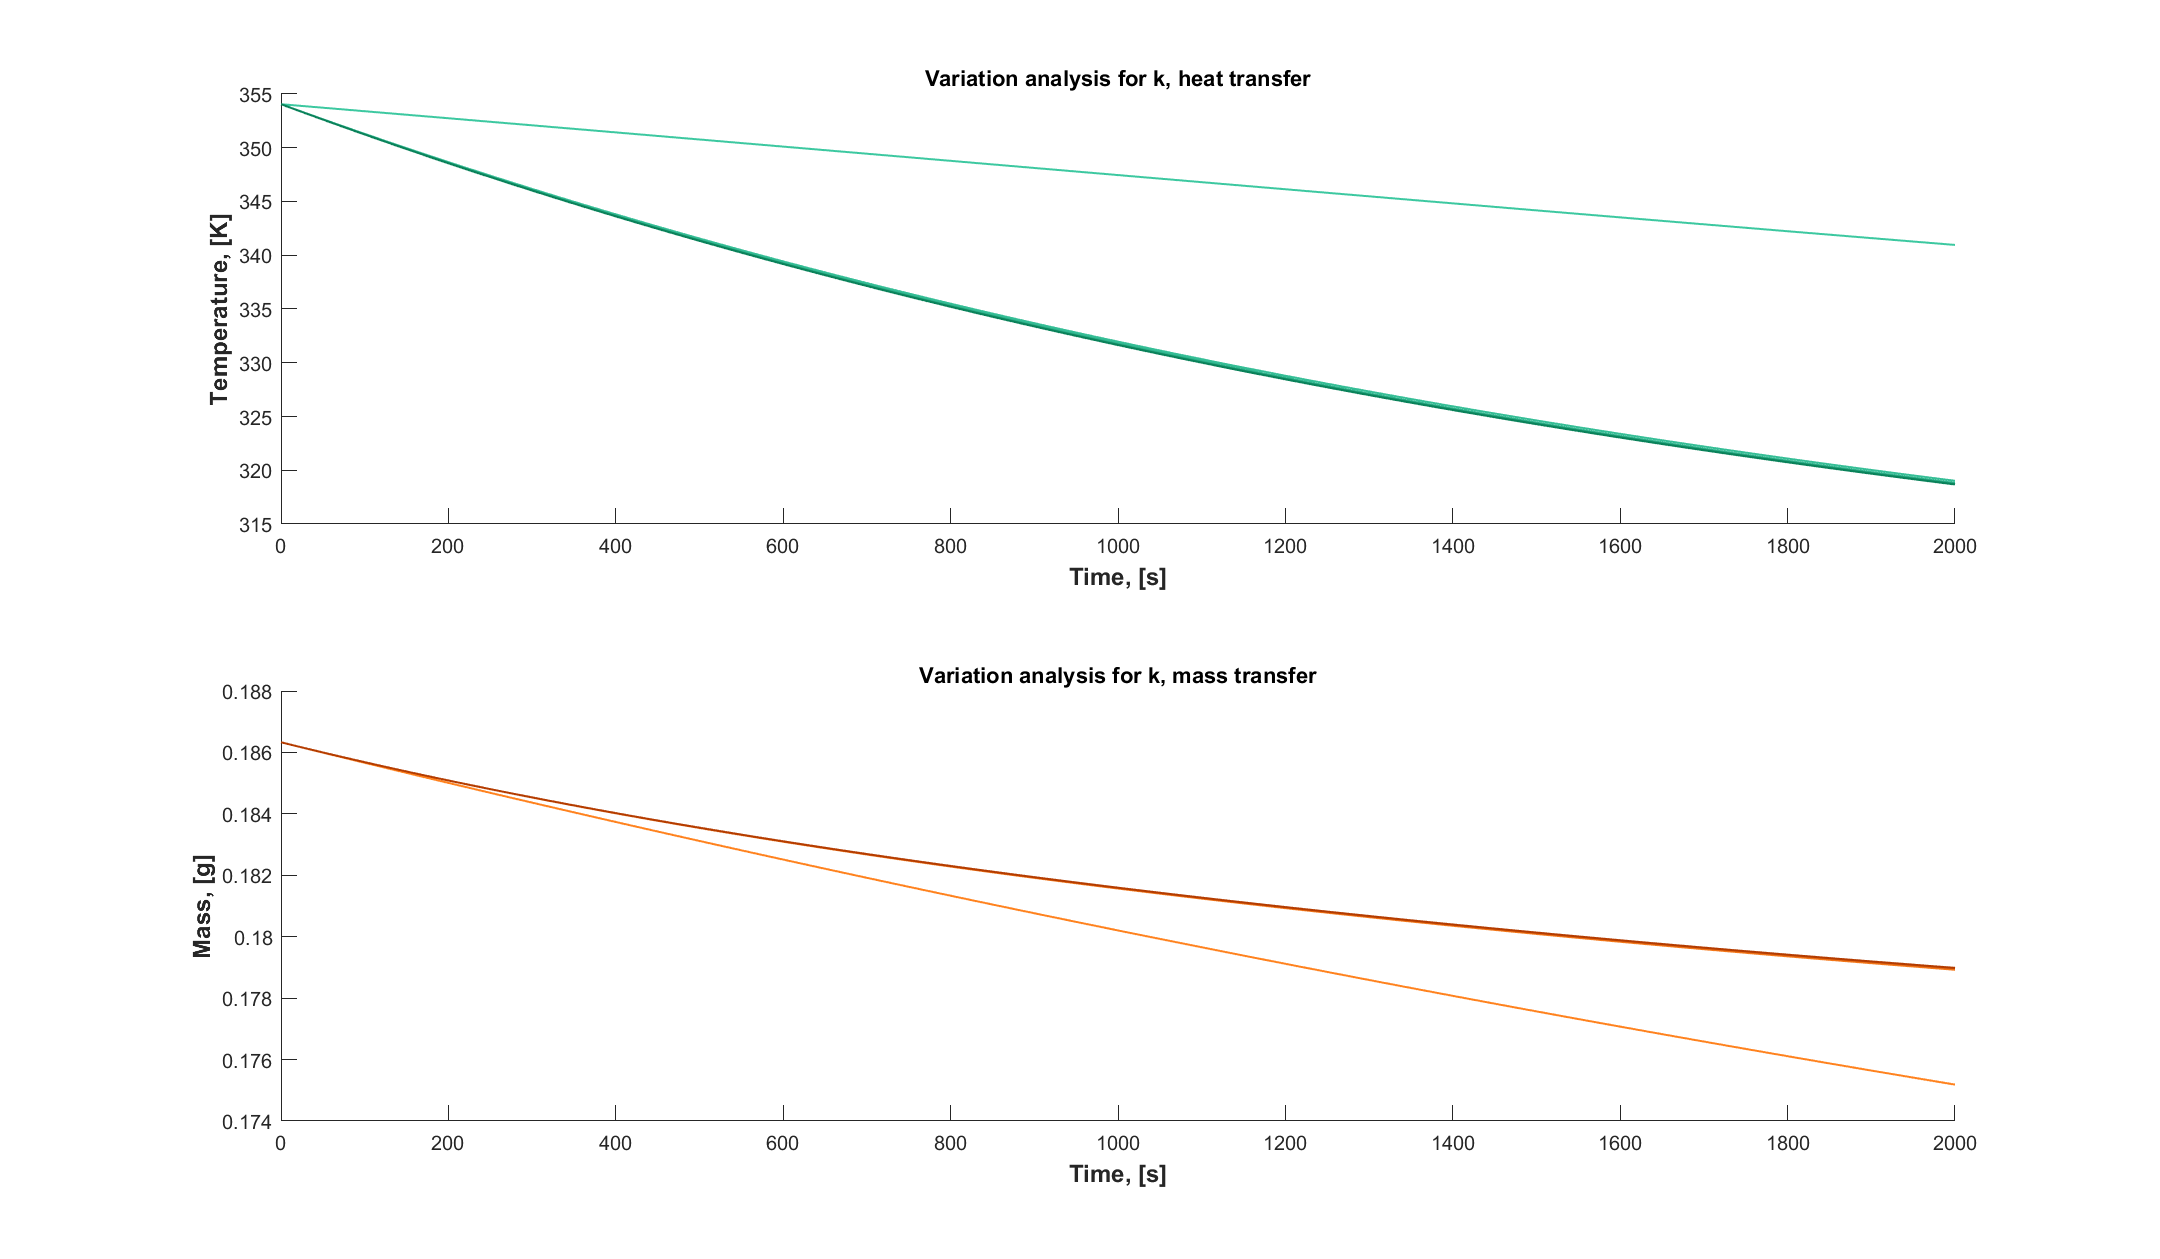 Variation analysis for k, heat transfer
355
350
345
340
335
330
325
320
315
Temperature, [K]
0 200 400 600 800 1000 1200 1400 1600 1800 2000
Time, [s]
Variation analysis for k, mass transfer
0.188
0.186
0.184
0.182
0.18
0.178
0.176
0.174
Mass, [g]
0 200 400 600 800 1000 1200 1400 1600 1800 2000
Time, [s]